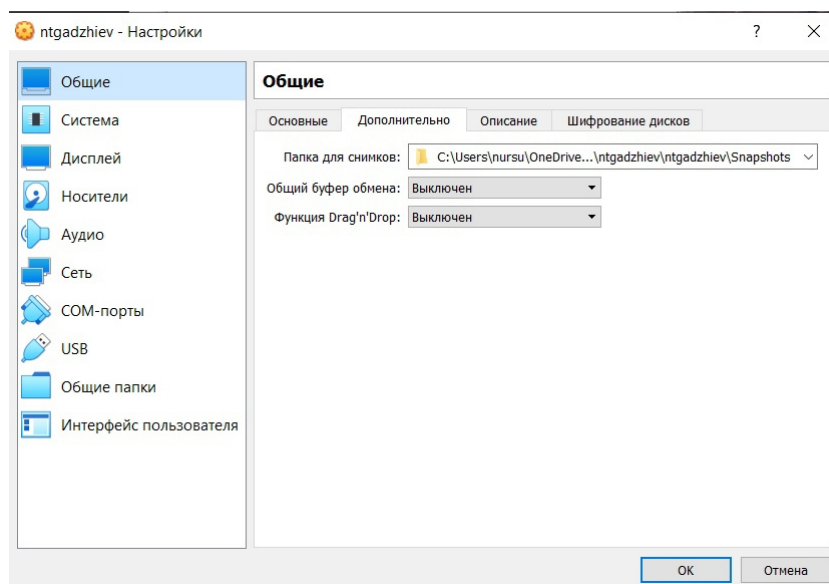 ntgadzhiev - Настройки
?
Общие
Система
Дисплей
Носители
Аудио
Сеть
COM-порты
USB
Общие папки
Интерфейс пользователя
Общие
Основные Дополнительно Описание Шифрование дисков
Папка для снимков: C:\Users\nursu\OneDrive...\ntgadzhiev\ntgadzhiev\Snapshots
Общий буфер обмена: Выключен
Функция Drag'n'Drop: Выключен
OK Отмена